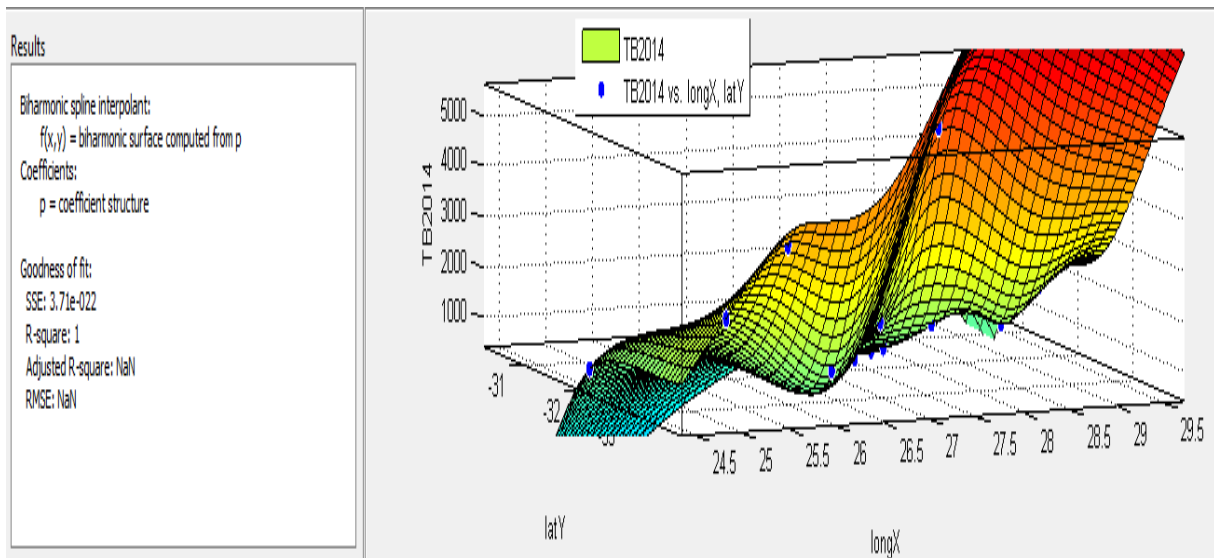 Results
Biharmonic spline interpolant:
f(x,y) = biharmonic surface computed from p
Coefficients:
p = coefficient structure
Goodness of fit:
SSE: 3.71e-022
R-square: 1
Adjusted R-square: NaN
RMSE: NaN
TB2014
TB2014 vs. longX, latY
5000
4000
3000
2000
1000
TB2014
-31
-32
24.5
25
25.5
26
26.5
27
27.5
28
28.5
29
29.5
latY
longX